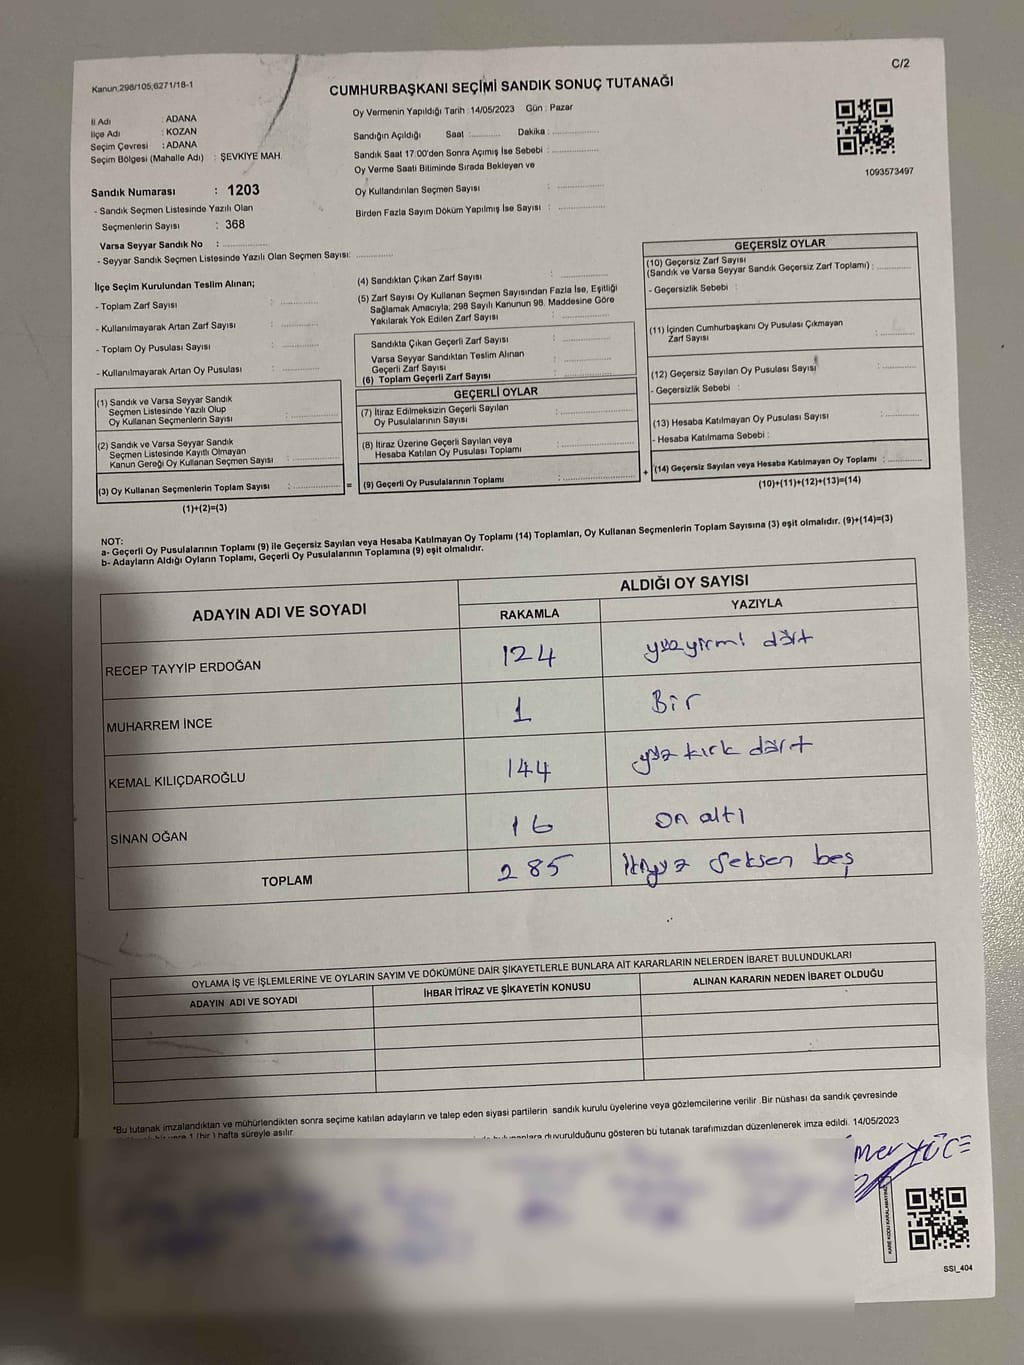 Kanun,298/105,6271/18-1
C/2
CUMHURBAŞKANI SEÇİMİ SANDIK SONUÇ TUTANAĞI
Oy Vermenin Yapıldığı Tarih : 14/05/2023 Gün : Pazar
İl Adı : ADANA
İlçe Adı : KOZAN
Seçim Çevresi : ADANA
Seçim Bölgesi (Mahalle Adı) : ŞEVKİYE MAH.
Sandığın Açıldığı Saat :............ Dakika :..................
Sandık Saat 17:00'den Sonra Açımış İse Sebebi :..................
Oy Verme Saati Bitiminde Sırada Bekleyen ve
Oy Kullandırılan Seçmen Sayısı : ..................
Birden Fazla Sayım Döküm Yapılmış İse Sayısı : ..................
1093573497
Sandık Numarası : 1203
- Sandık Seçmen Listesinde Yazılı Olan
Seçmenlerin Sayısı : 368
Varsa Seyyar Sandık No : ..................
- Seyyar Sandık Seçmen Listesinde Yazılı Olan Seçmen Sayısı: ..............
İlçe Seçim Kurulundan Teslim Alınan;
- Toplam Zarf Sayısı : ..............
- Kullanılmayarak Artan Zarf Sayısı : ..............
- Toplam Oy Pusulası Sayısı : ..............
- Kullanılmayarak Artan Oy Pusulası : ..............
(1) Sandık ve Varsa Seyyar Sandık
Seçmen Listesinde Yazılı Olup
Oy Kullanan Seçmenlerin Sayısı : ..............
(2) Sandık ve Varsa Seyyar Sandık
Seçmen Listesinde Kayıtlı Olmayan
Kanun Gereği Oy Kullanan Seçmen Sayısı : ..............
(3) Oy Kullanan Seçmenlerin Toplam Sayısı : ..............
(1)+(2)=(3)
(4) Sandıktan Çıkan Zarf Sayısı : ..............
(5) Zarf Sayısı Oy Kullanan Seçmen Sayısından Fazla İse, Eşitliği
Sağlamak Amacıyla; 298 Sayılı Kanunun 98. Maddesine Göre
Yakılarak Yok Edilen Zarf Sayısı : ..............
Sandıkta Çıkan Geçerli Zarf Sayısı : ..............
Varsa Seyyar Sandıktan Teslim Alınan
Geçerli Zarf Sayısı : ..............
(6) Toplam Geçerli Zarf Sayısı : ..............
GEÇERLİ OYLAR
(7) İtiraz Edilmeksizin Geçerli Sayılan
Oy Pusulalarının Sayısı : ..............
(8) İtiraz Üzerine Geçerli Sayılan veya
Hesaba Katılan Oy Pusulası Toplamı : ..............
= (9) Geçerli Oy Pusulalarının Toplamı : ..............
GEÇERSİZ OYLAR
(10) Geçersiz Zarf Sayısı
(Sandık ve Varsa Seyyar Sandık Geçersiz Zarf Toplamı) : ..............
- Geçersizlik Sebebi :
(11) İçinden Cumhurbaşkanı Oy Pusulası Çıkmayan
Zarf Sayısı : ..............
(12) Geçersiz Sayılan Oy Pusulası Sayısı : ..............
- Geçersizlik Sebebi :
(13) Hesaba Katılmayan Oy Pusulası Sayısı : ..............
- Hesaba Katılmama Sebebi :
+ (14) Geçersiz Sayılan veya Hesaba Katılmayan Oy Toplamı : ..............
(10)+(11)+(12)+(13)=(14)
NOT:
a- Geçerli Oy Pusulalarının Toplamı (9) ile Geçersiz Sayılan veya Hesaba Katılmayan Oy Toplamı (14) Toplamları, Oy Kullanan Seçmenlerin Toplam Sayısına (3) eşit olmalıdır. (9)+(14)=(3)
b- Adayların Aldığı Oyların Toplamı, Geçerli Oy Pusulalarının Toplamına (9) eşit olmalıdır.
ADAYIN ADI VE SOYADI
ALDIĞI OY SAYISI
RAKAMLA YAZIYLA
RECEP TAYYİP ERDOĞAN 124 yüzyirmi dört
MUHARREM İNCE 1 Bir
KEMAL KILIÇDAROĞLU 144 yüz kırk dört
SİNAN OĞAN 16 on altı
TOPLAM 285 ikiyüz seksen beş
OYLAMA İŞ VE İŞLEMLERİNE VE OYLARIN SAYIM VE DÖKÜMÜNE DAİR ŞİKAYETLERLE BUNLARA AİT KARARLARIN NELERDEN İBARET BULUNDUKLARI
ADAYIN ADI VE SOYADI İHBAR İTİRAZ VE ŞİKAYETİN KONUSU ALINAN KARARIN NEDEN İBARET OLDUĞU
*Bu tutanak imzalandıktan ve mühürlendikten sonra seçime katılan adayların ve talep eden siyasi partilerin sandık kurulu üyelerine veya gözlemcilerine verilir .Bir nüshası da sandık çevresinde
1 (bir ) hafta süreyle asılır.
duyurulduğunu gösteren bu tutanak tarafımızdan düzenlenerek imza edildi. 14/05/2023
YÜCE
KARE KODU KARALAMAYINIZ
SSI_404